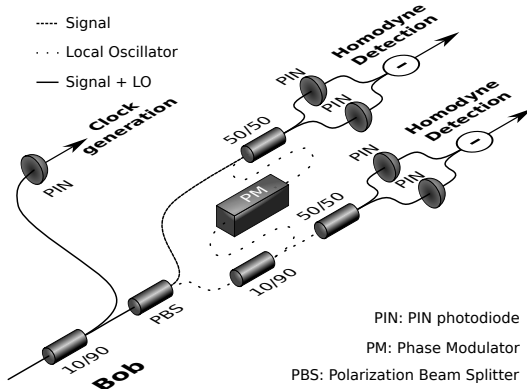 Signal
Local Oscillator
Signal + LO
Homodyne
Detection
PIN
PIN
50/50
Clock
generation
PIN
Homodyne
Detection
PIN
PIN
50/50
PM
10/90
PBS
10/90
Bob
PIN: PIN photodiode
PM: Phase Modulator
PBS: Polarization Beam Splitter